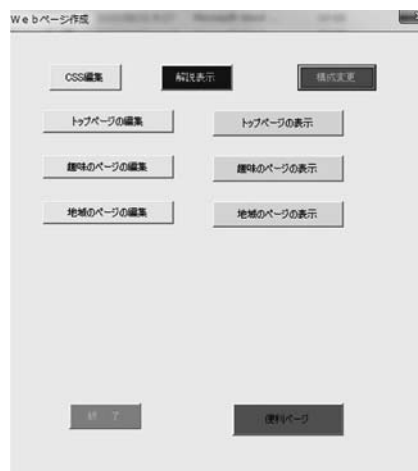 Ｗｅｂページ作成
CSS編集
解説表示
構成変更
トップページの編集
トップページの表示
趣味のページの編集
趣味のページの表示
地域のページの編集
地域のページの表示
終 了
便利ページ